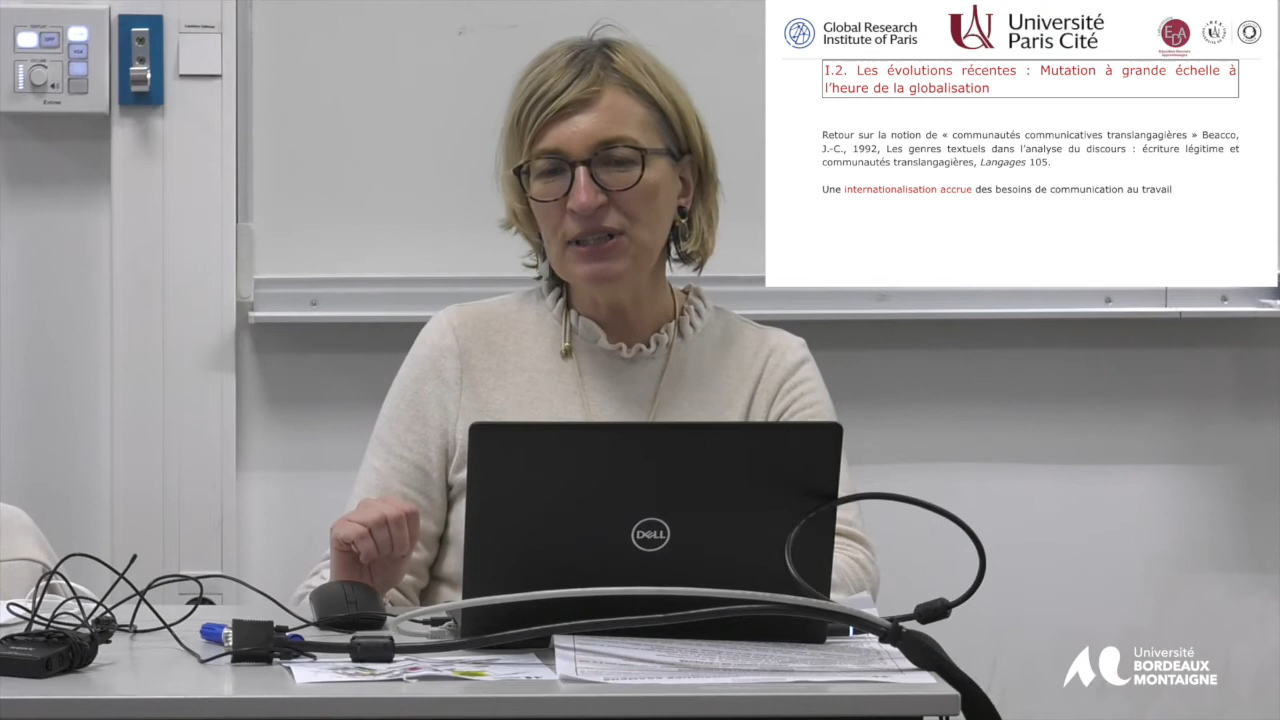 Global Research
Institute of Paris
Université
Paris Cité
EDA
I.2. Les évolutions récentes : Mutation à grande échelle à
l'heure de la globalisation
Retour sur la notion de « communautés communicatives translangagières » Beacco,
J.-C., 1992, Les genres textuels dans l'analyse du discours : écriture légitime et
communautés translangagières, Langages 105.
Une internationalisation accrue des besoins de communication au travail
DELL
Université
BORDEAUX
MONTAIGNE